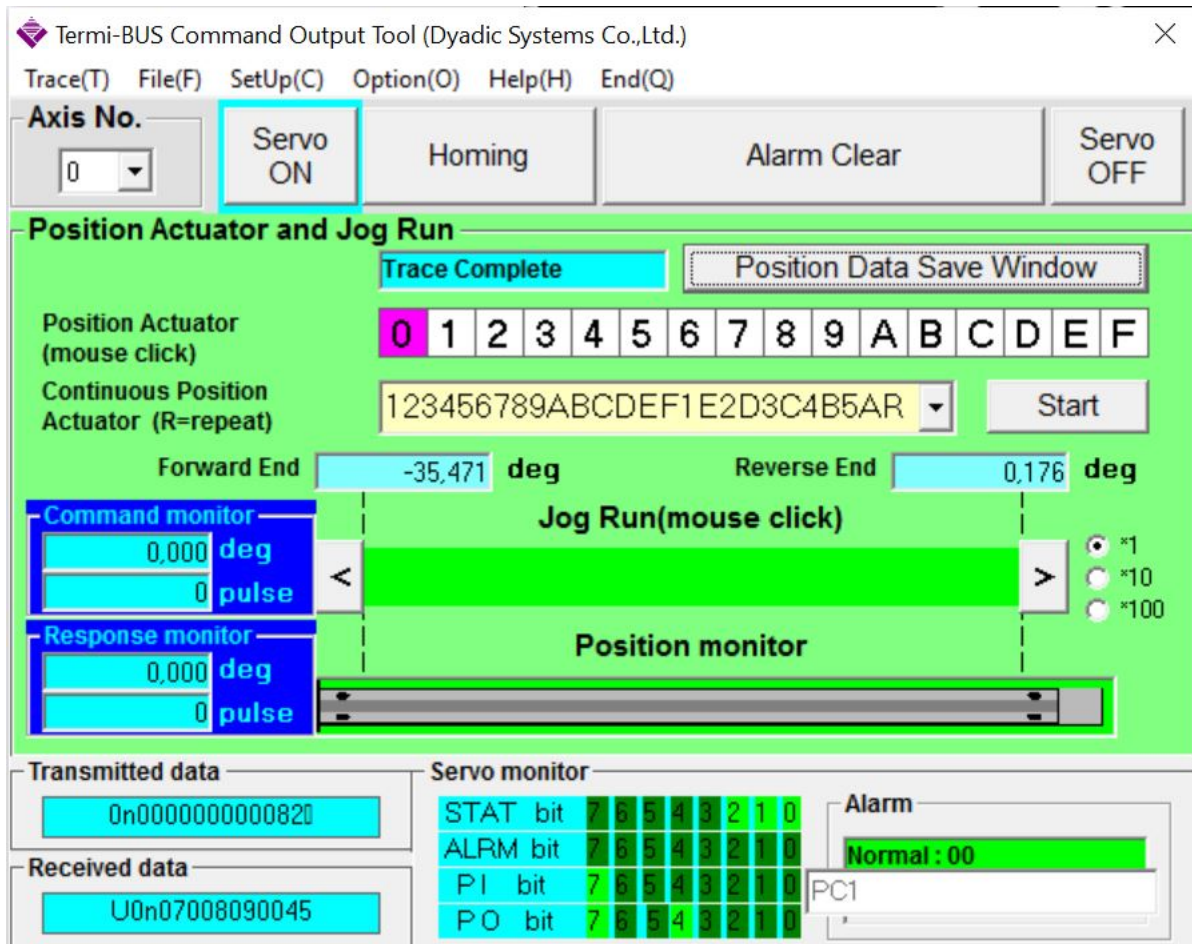 Termi-BUS Command Output Tool (Dyadic Systems Co.,Ltd.)
Trace(T) File(F) SetUp(C) Option(O) Help(H) End(Q)
Axis No.
0
Servo ON
Homing
Alarm Clear
Servo OFF
Position Actuator and Jog Run
Trace Complete
Position Data Save Window
Position Actuator
(mouse click)
0 1 2 3 4 5 6 7 8 9 A B C D E F
Continuous Position
Actuator (R=repeat)
123456789ABCDEF1E2D3C4B5AR
Start
Forward End -35,471 deg
Reverse End 0,176 deg
Command monitor
0,000 deg
0 pulse
Jog Run(mouse click)
<
>
*1
*10
*100
Response monitor
0,000 deg
0 pulse
Position monitor
Transmitted data
0n0000000000820
Received data
U0n07008090045
Servo monitor
STAT bit 7 6 5 4 3 2 1 0
ALRM bit 7 6 5 4 3 2 1 0
PI bit 7 6 5 4 3 2 1 0
PO bit 7 6 5 4 3 2 1 0
Alarm
Normal : 00
PC1